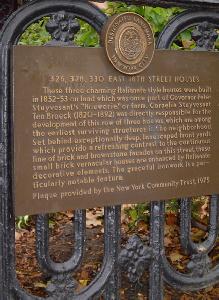 326, 328, 330 EAST 18TH STREET HOUSES
These three charming Italianate style houses were built
in 1852-53 on land which was once part of Governor Peter
Stuyvesant's "Bouwerie" or farm. Cornelia Stuyvesant
Ten Broeck (1820-1892) was directly responsible for the
development of this row of three houses, which are among
the earliest surviving structures in the neighborhood.
Set behind exceptionally deep, landscaped front yards
which provide a refreshing contrast to the continuous
line of brick and brownstone facades on this street, these
small brick vernacular houses are enhanced by Italianate
decorative elements. The graceful ironwork is a par-
ticularly notable feature.
Plaque provided by the New York Community Trust, 1975